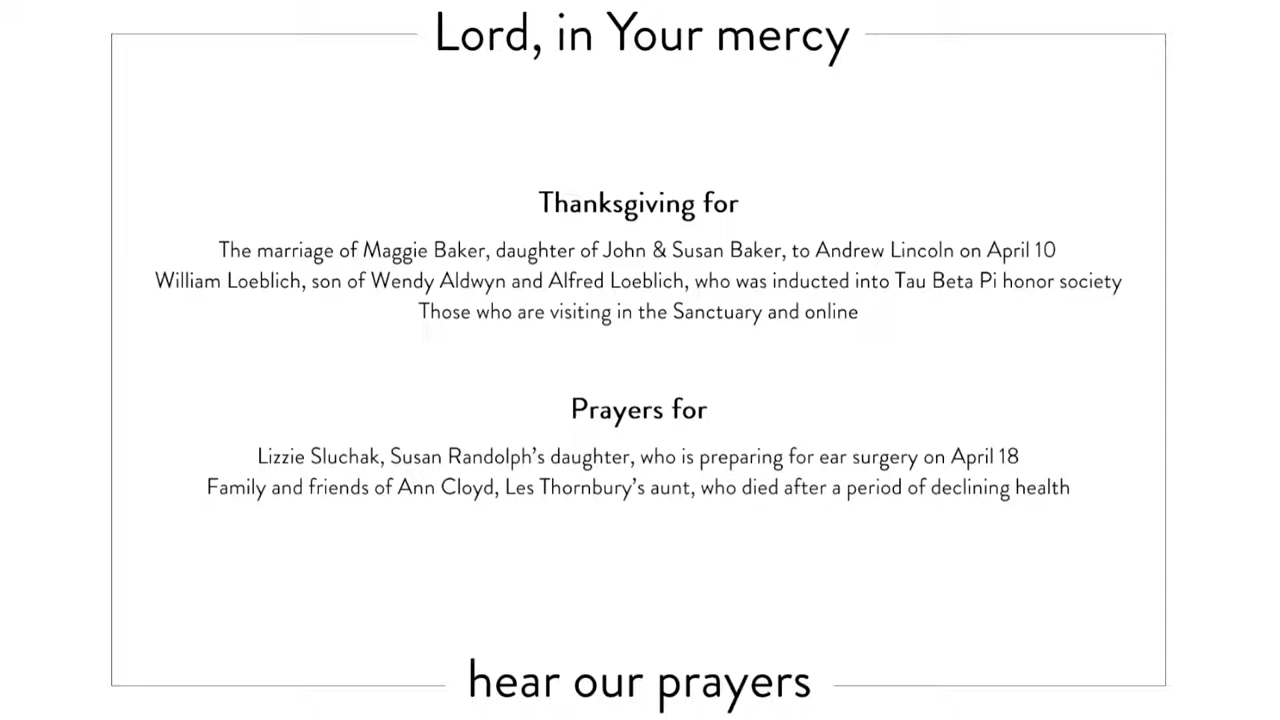 Lord, in Your mercy
Thanksgiving for
The marriage of Maggie Baker, daughter of John & Susan Baker, to Andrew Lincoln on April 10
William Loeblich, son of Wendy Aldwyn and Alfred Loeblich, who was inducted into Tau Beta Pi honor society
Those who are visiting in the Sanctuary and online
Prayers for
Lizzie Sluchak, Susan Randolph’s daughter, who is preparing for ear surgery on April 18
Family and friends of Ann Cloyd, Les Thornbury’s aunt, who died after a period of declining health
hear our prayers